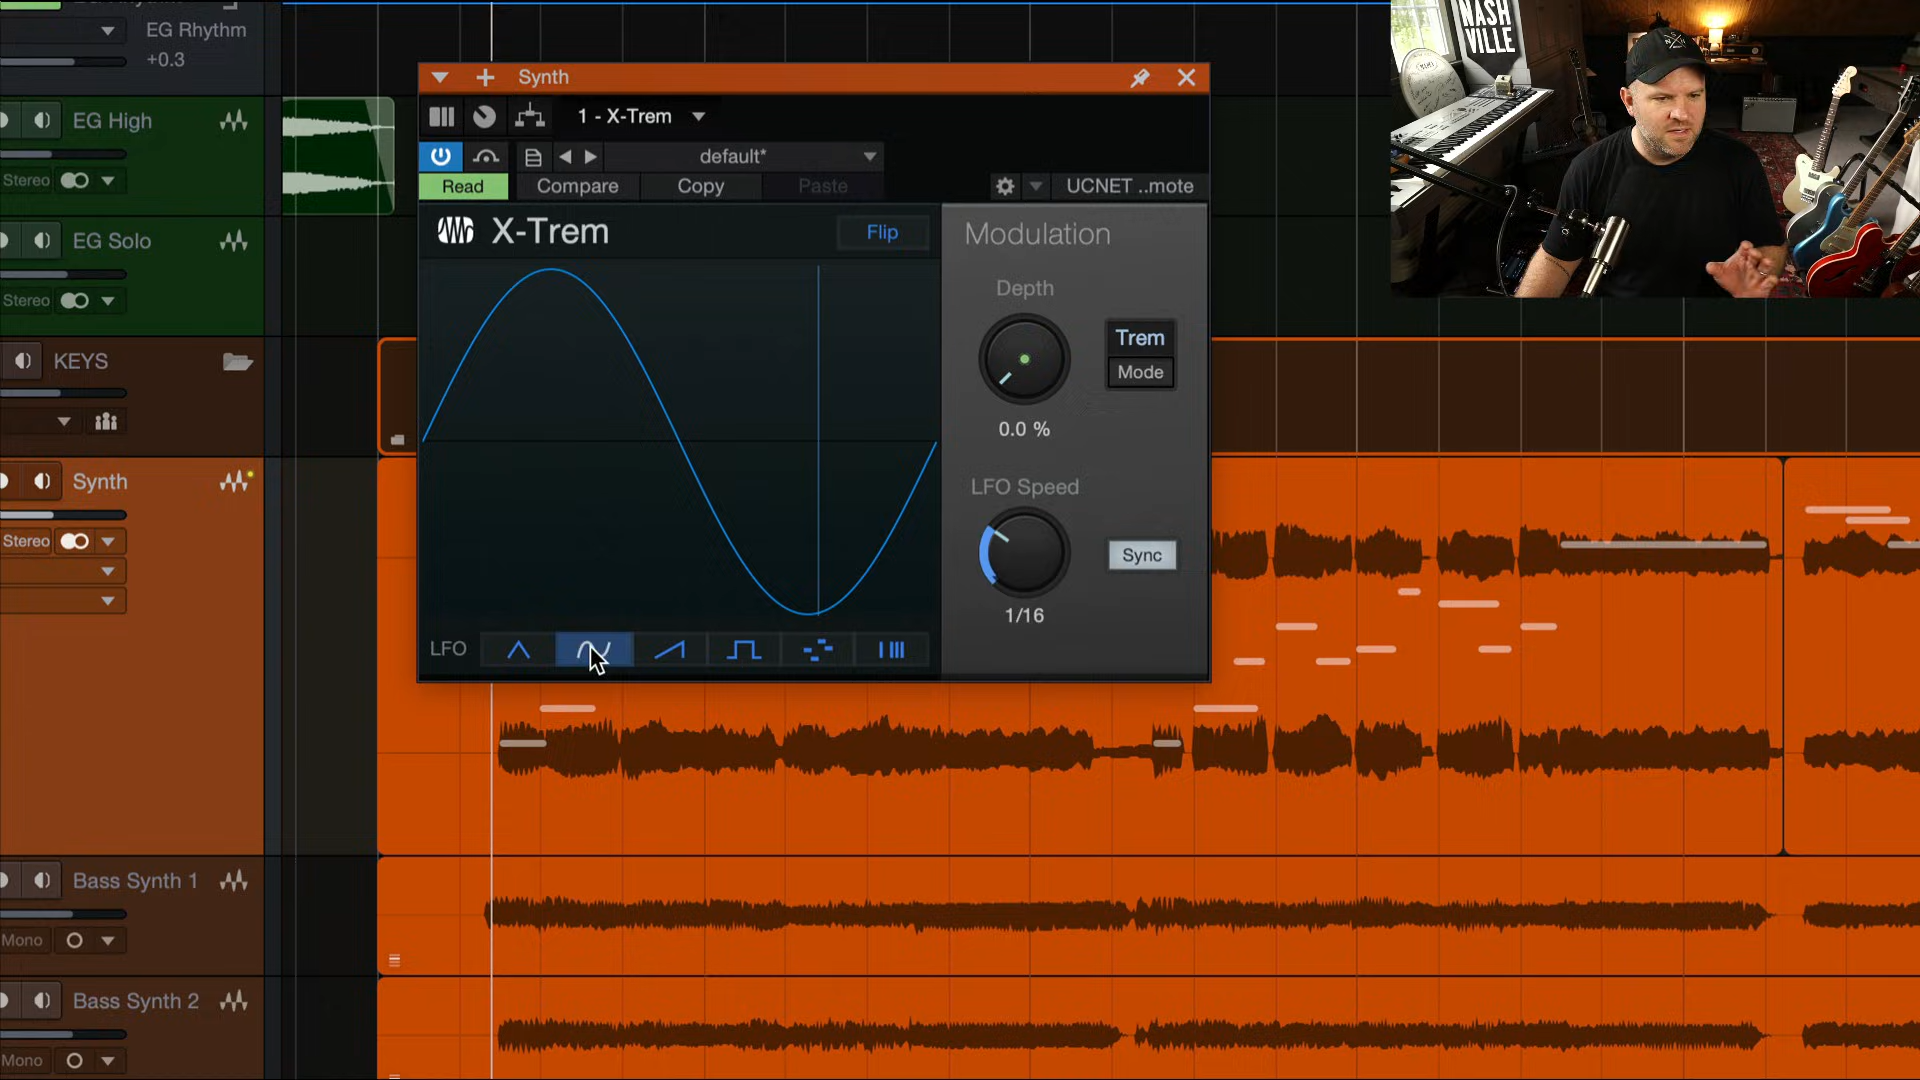 EG Rhythm
+0.3
EG High
Stereo
EG Solo
Stereo
KEYS
Synth
Stereo
Bass Synth 1
Mono
Bass Synth 2
Mono
Synth
1 - X-Trem
default*
Read
Compare
Copy
Paste
UCNET ..mote
X-Trem
Flip
LFO
Modulation
Depth
Trem
Mode
0.0 %
LFO Speed
Sync
1/16
NASH
VILLE